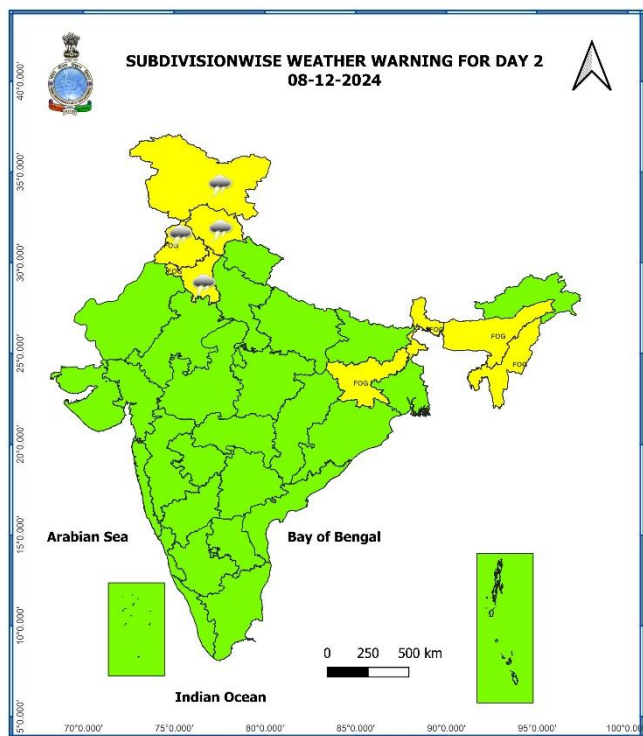 SUBDIVISIONWISE WEATHER WARNING FOR DAY 2
08-12-2024
40°0.000'
35°0.000'
30°0.000'
25°0.000'
20°0.000'
15°0.000'
10°0.000'
5°0.000'
FOG
FOG
FOG
FOG
FOG
FOG
Arabian Sea
Bay of Bengal
0 250 500 km
Indian Ocean
70°0.000' 75°0.000' 80°0.000' 85°0.000' 90°0.000' 95°0.000' 100°0.000'